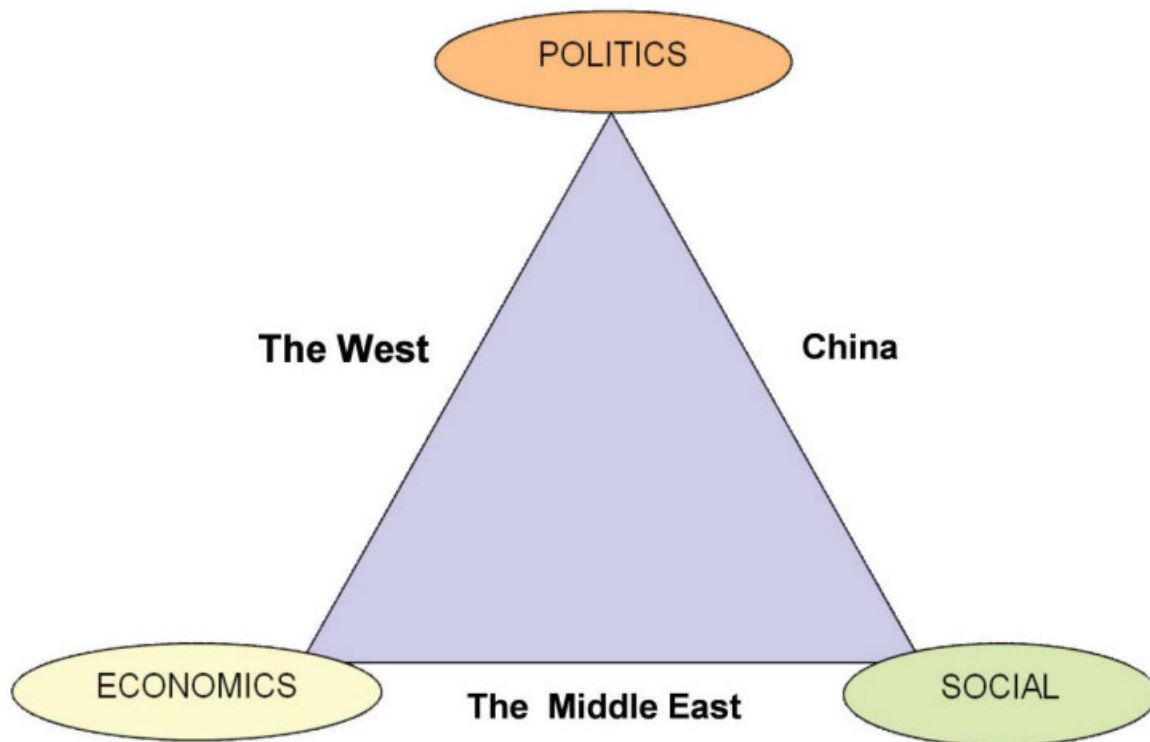 POLITICS
The West
China
ECONOMICS
SOCIAL
The Middle East